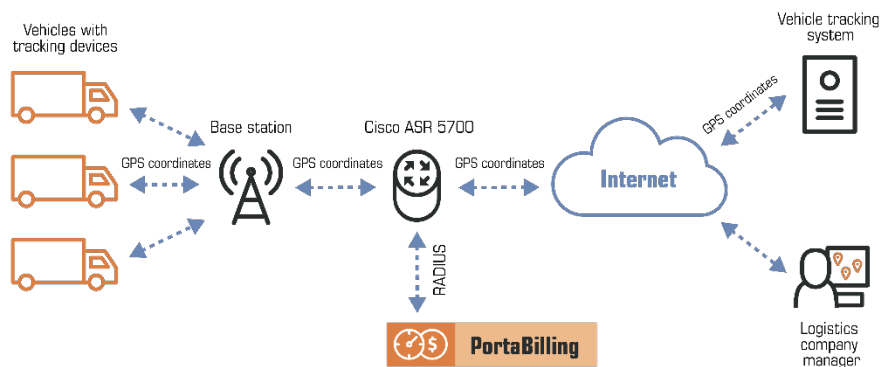 Vehicles with
tracking devices
Vehicle tracking
system
Base station
Cisco ASR 5700
GPS coordinates
GPS coordinates
GPS coordinates
GPS coordinates
Internet
RADIUS
$
PortaBilling
Logistics
company
manager